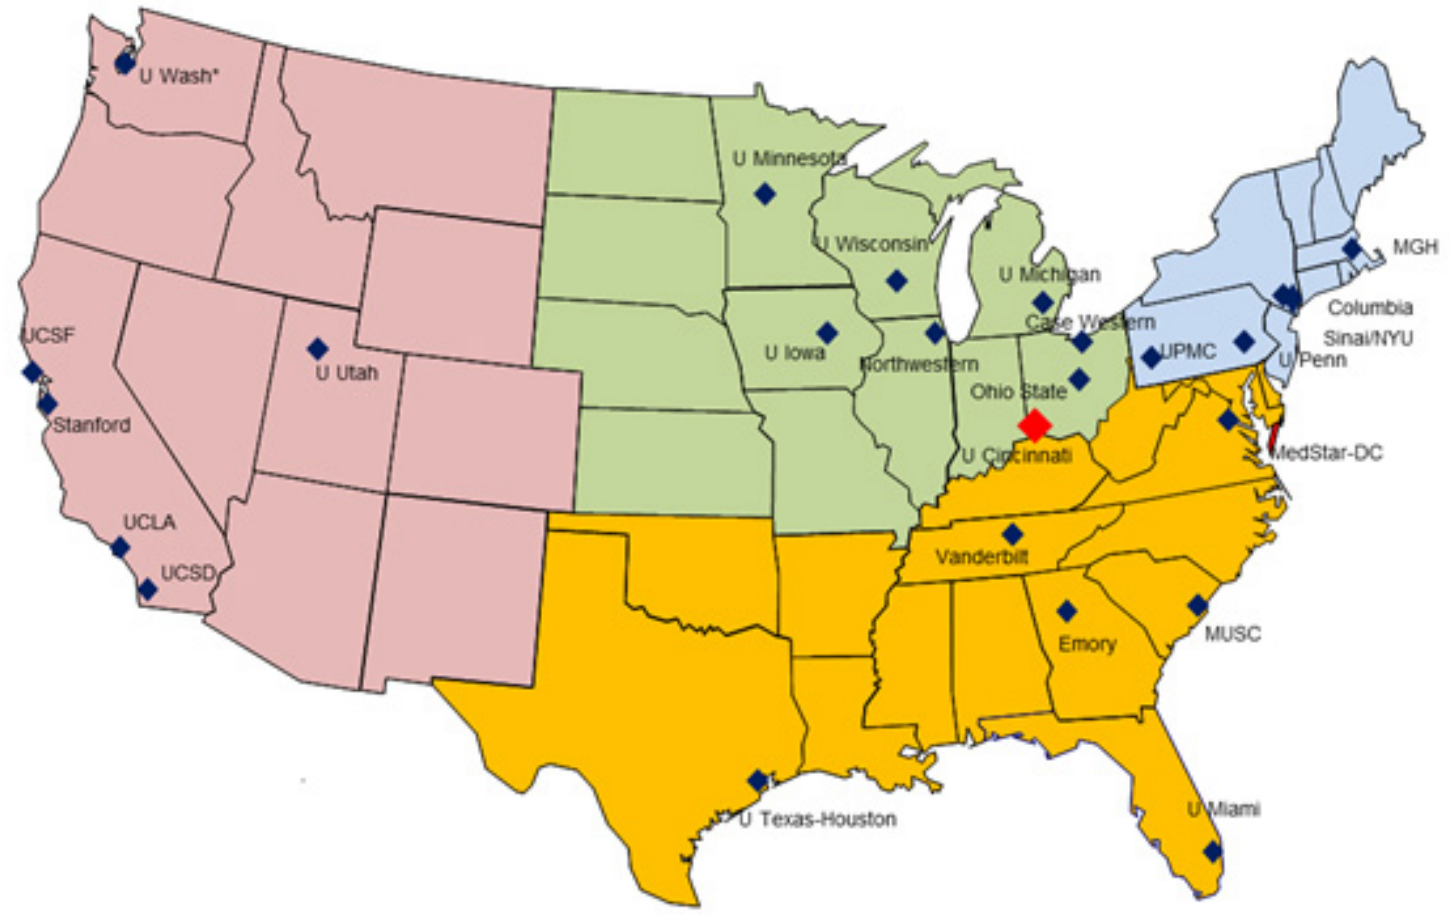 U Wash*
U Minnesota
U Wisconsin
MGH
U Michigan
Columbia
Case Western
UCSF
Sinai/NYU
U Iowa
UPMC
U Penn
Northwestern
U Utah
Ohio State
Stanford
MedStar-DC
U Cincinnati
UCLA
Vanderbilt
UCSD
MUSC
Emory
U Miami
U Texas-Houston